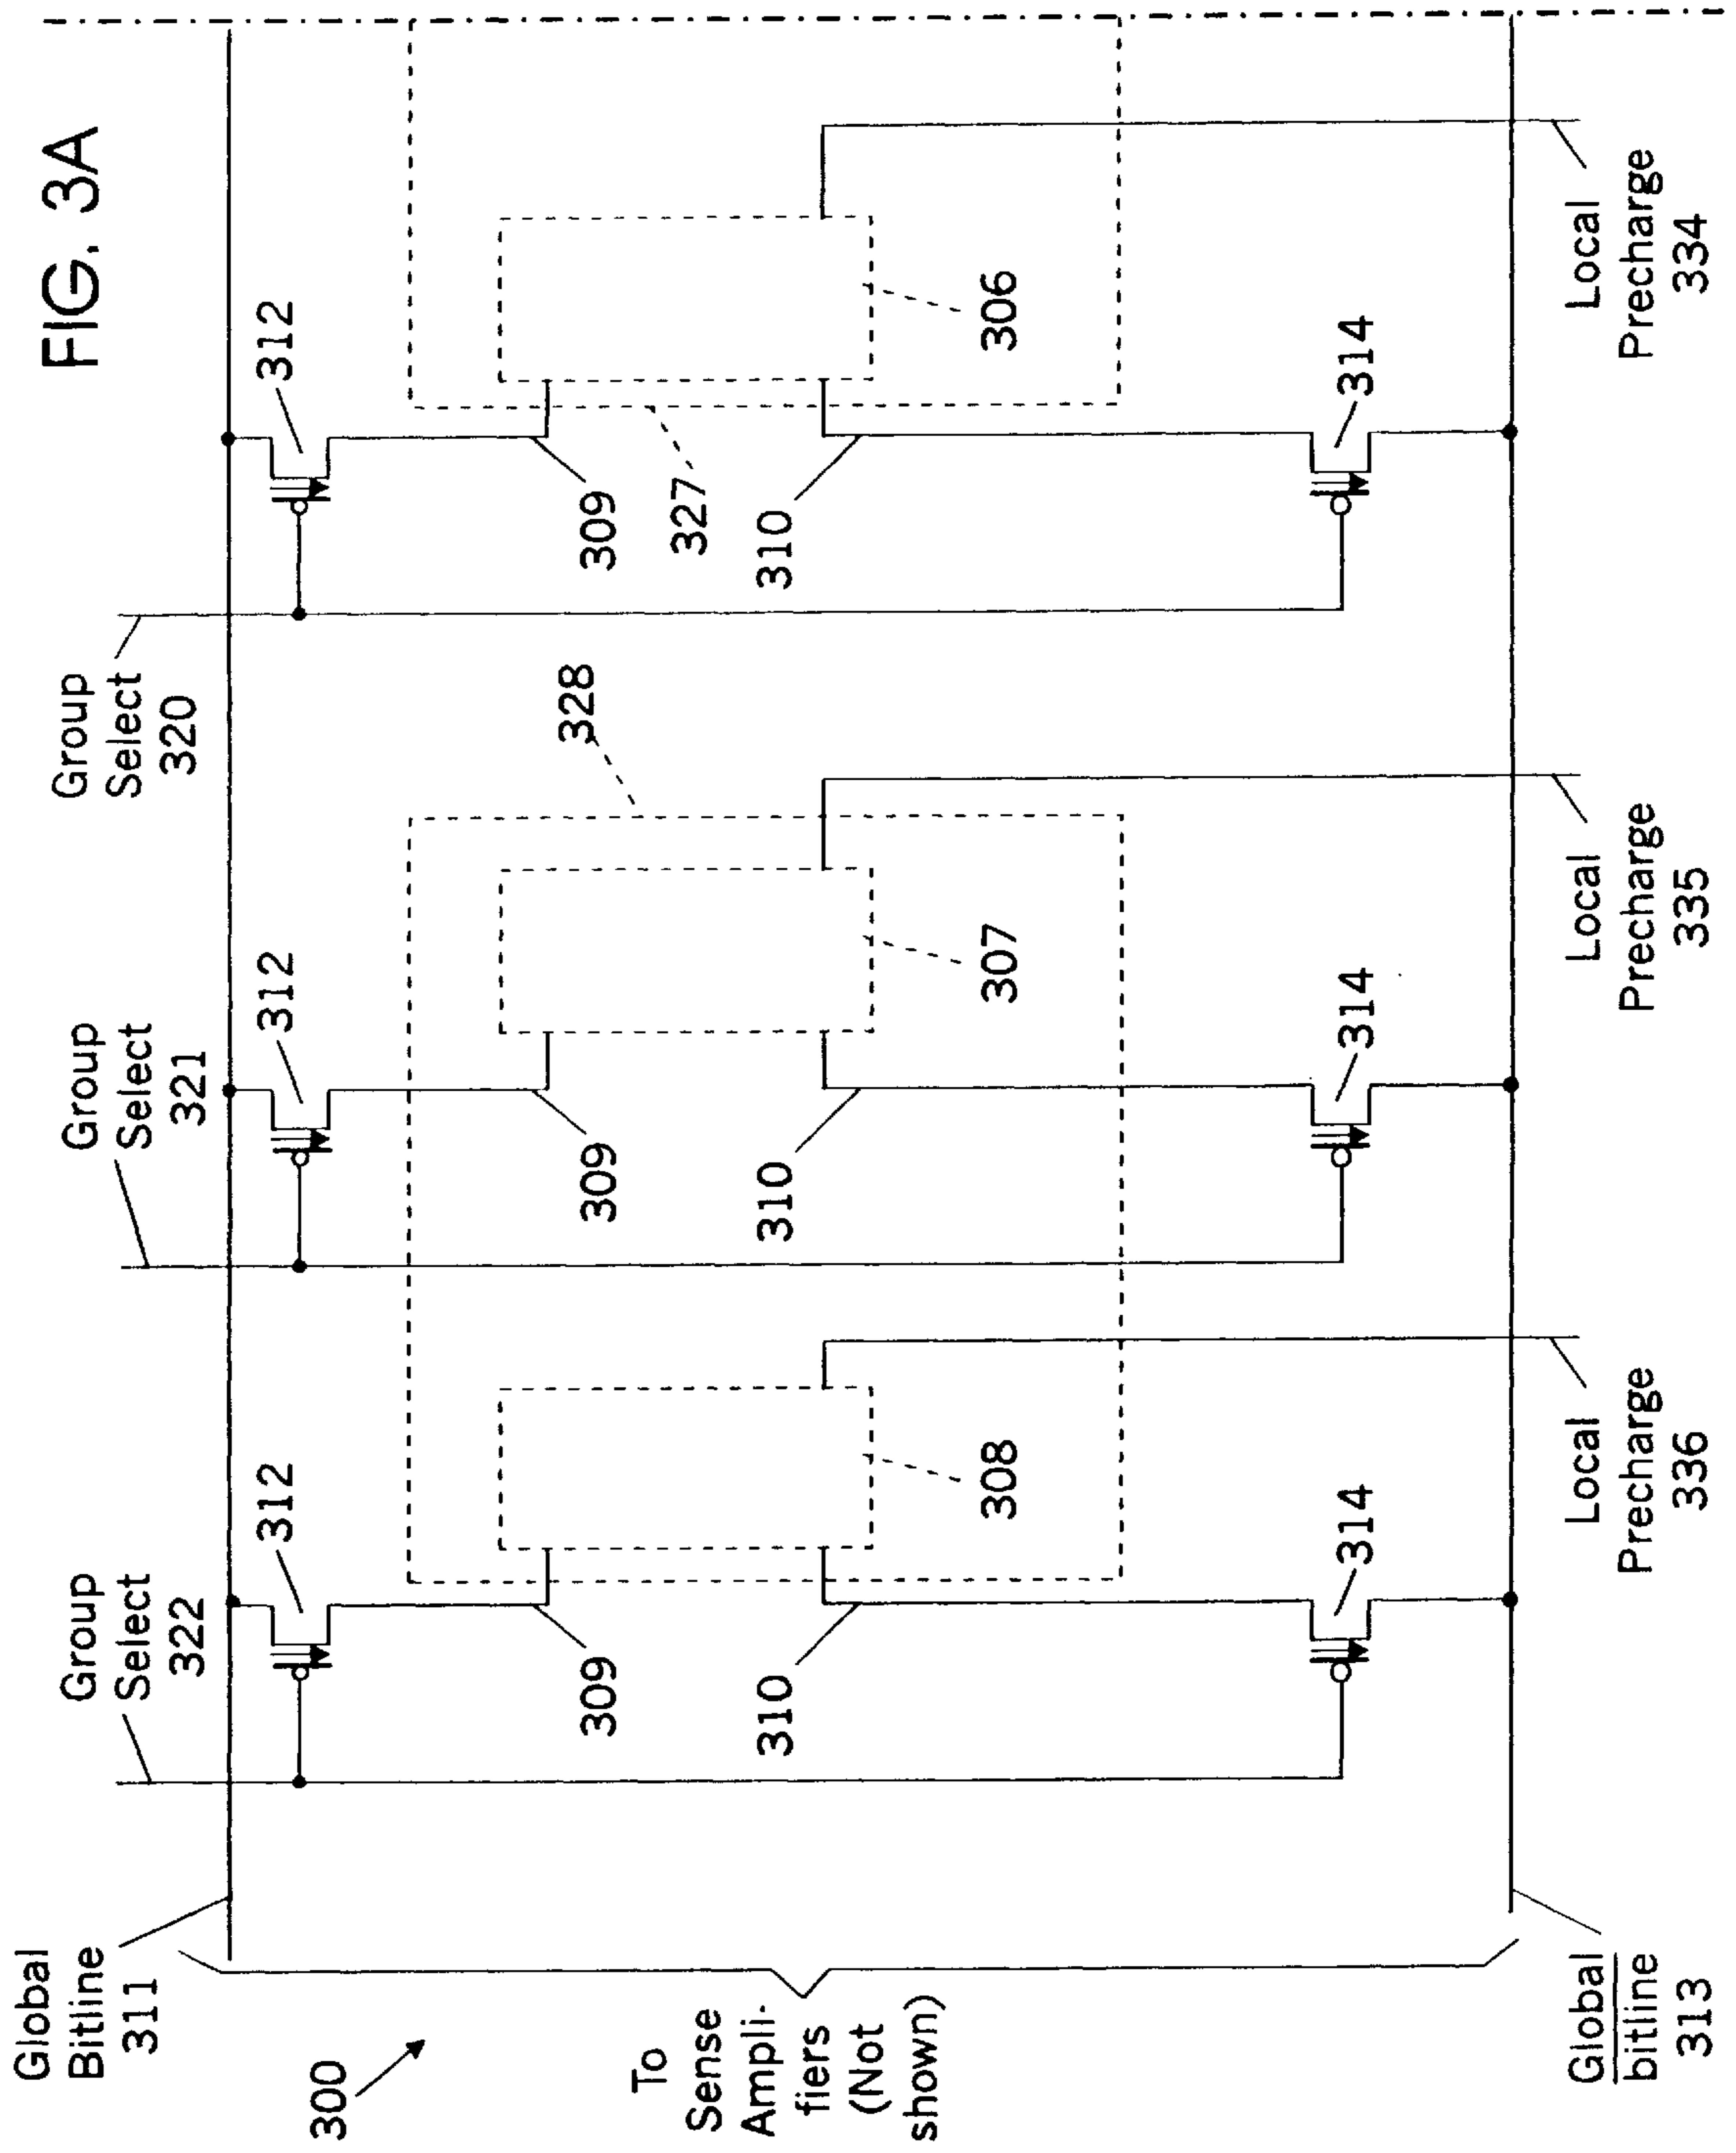 FIG. 3A
Global
Bitline
311
Group
Select
322
Group
Select
321
Group
Select
320
312
312
312
300
To
Sense
Ampli-
fiers
(Not
shown)
309
310
308
309
310
307
328
309
327
310
306
314
314
314
Global
bitline
313
Local
Precharge
336
Local
Precharge
335
Local
Precharge
334